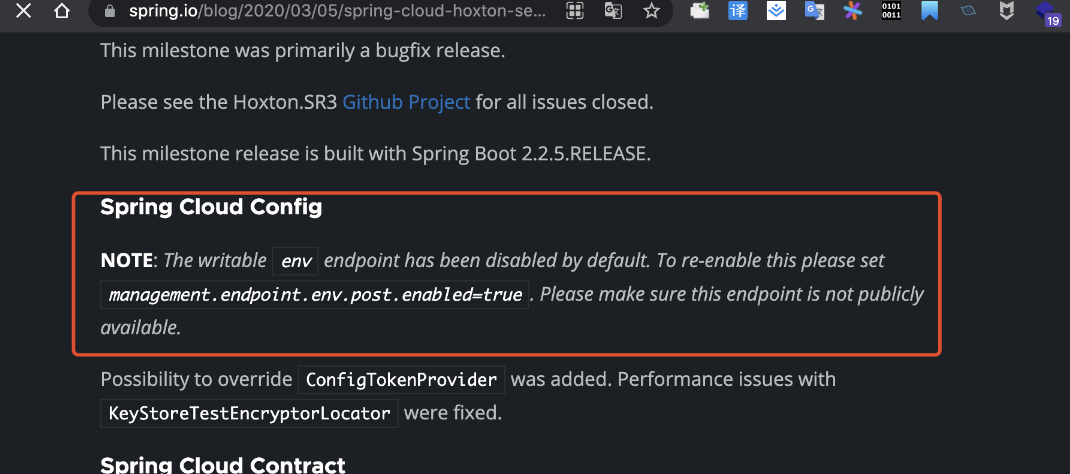 spring.io/blog/2020/03/05/spring-cloud-hoxton-se...
译
0101
0011
19
This milestone was primarily a bugfix release.
Please see the Hoxton.SR3 Github Project for all issues closed.
This milestone release is built with Spring Boot 2.2.5.RELEASE.
Spring Cloud Config
NOTE: The writable env endpoint has been disabled by default. To re-enable this please set
management.endpoint.env.post.enabled=true. Please make sure this endpoint is not publicly
available.
Possibility to override ConfigTokenProvider was added. Performance issues with
KeyStoreTestEncryptorLocator were fixed.
Spring Cloud Contract